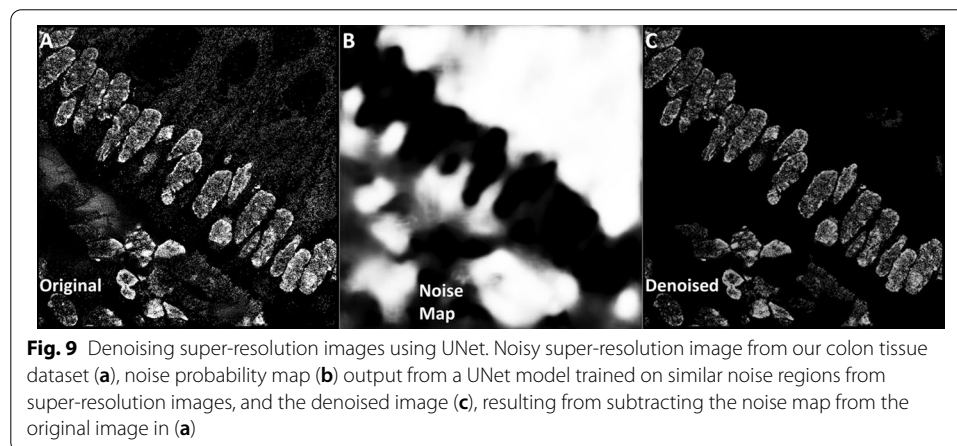 A
B
C
Original
Noise
Map
Denoised
Fig. 9 Denoising super-resolution images using UNet. Noisy super-resolution image from our colon tissue
dataset (a), noise probability map (b) output from a UNet model trained on similar noise regions from
super-resolution images, and the denoised image (c), resulting from subtracting the noise map from the
original image in (a)